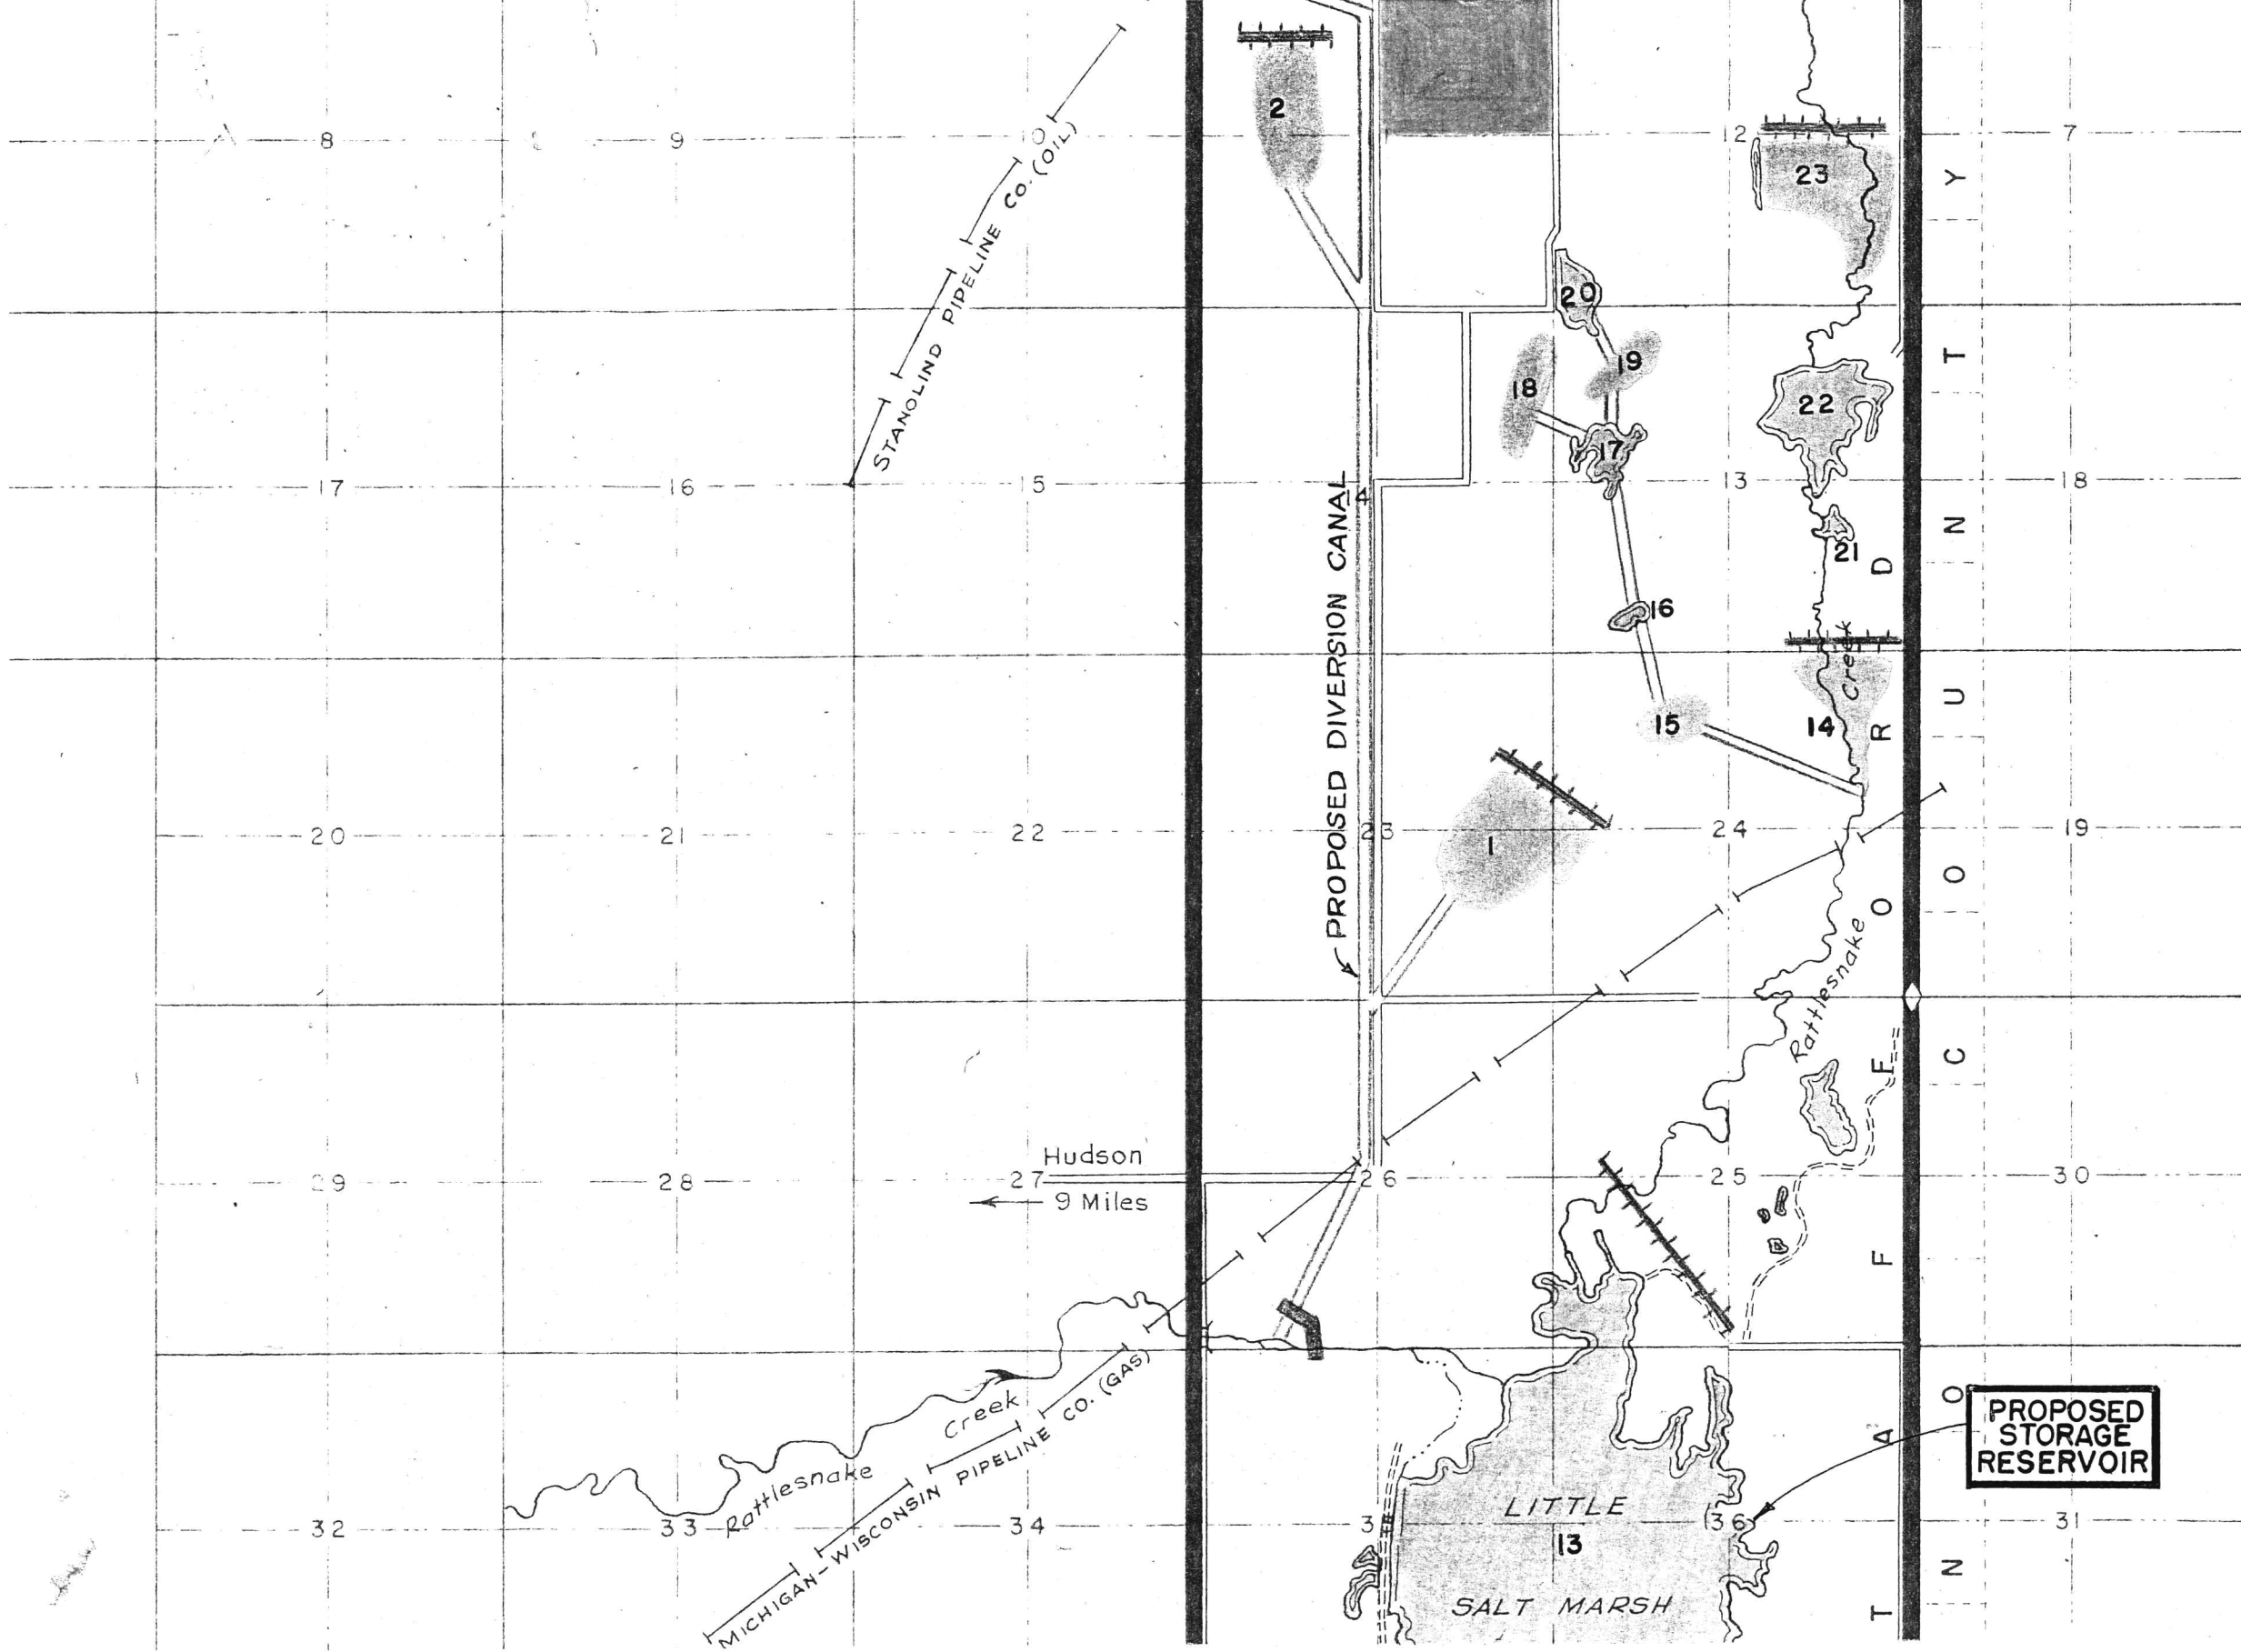 2
8
9
10
12
7
23
STANOLIND PIPELINE CO. (OIL)
20
19
18
22
17
17
16
15
14
13
18
21
16
PROPOSED DIVERSION CANAL
Creek
15
14
20
21
22
23
24
19
1
Rattlesnake
Hudson
29
28
27
26
25
30
9 Miles
Creek
Rattlesnake
MICHIGAN-WISCONSIN PIPELINE CO. (GAS)
PROPOSED
STORAGE
RESERVOIR
32
33
34
LITTLE
36
31
13
SALT MARSH
T A F F O R D
N O C O U N T Y